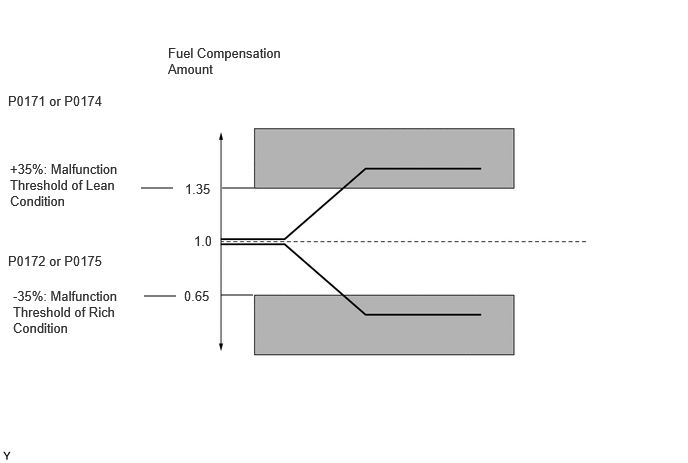 Fuel Compensation
Amount
P0171 or P0174
+35%: Malfunction
Threshold of Lean
Condition
1.35
1.0
P0172 or P0175
-35%: Malfunction
Threshold of Rich
Condition
0.65
Y